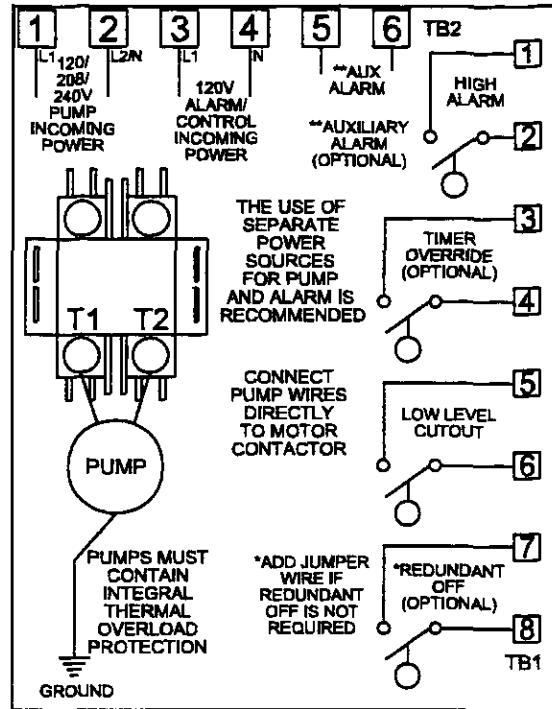 1 2 3 4 5 6 TB2
L1 L2/N L1 N
120/
208/
240V
PUMP
INCOMING
POWER
120V
ALARM/
CONTROL
INCOMING
POWER
**AUX
ALARM
**AUXILIARY
ALARM
(OPTIONAL)
1
HIGH
ALARM
2
THE USE OF
SEPARATE
POWER
SOURCES
FOR PUMP
AND ALARM IS
RECOMMENDED
3
TIMER
OVERRIDE
(OPTIONAL)
4
T1 T2
CONNECT
PUMP WIRES
DIRECTLY
TO MOTOR
CONTACTOR
5
LOW LEVEL
CUTOUT
6
PUMP
PUMPS MUST
CONTAIN
INTEGRAL
THERMAL
OVERLOAD
PROTECTION
*ADD JUMPER
WIRE IF
REDUNDANT
OFF IS NOT
REQUIRED
7
*REDUNDANT
OFF
(OPTIONAL)
8
TB1
GROUND